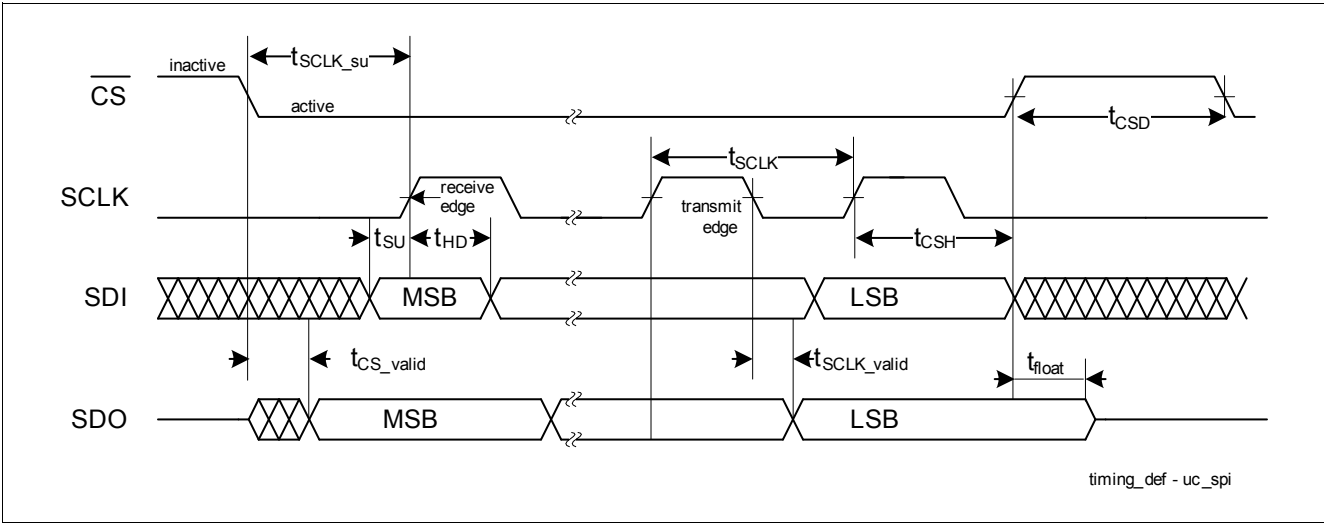 inactive
tSCLK_su
CS
active
tCSD
tSCLK
SCLK
receive
edge
transmit
edge
tSU
tHD
tCSH
SDI
MSB
LSB
tCS_valid
tSCLK_valid
tfloat
SDO
MSB
LSB
timing_def - uc_spi